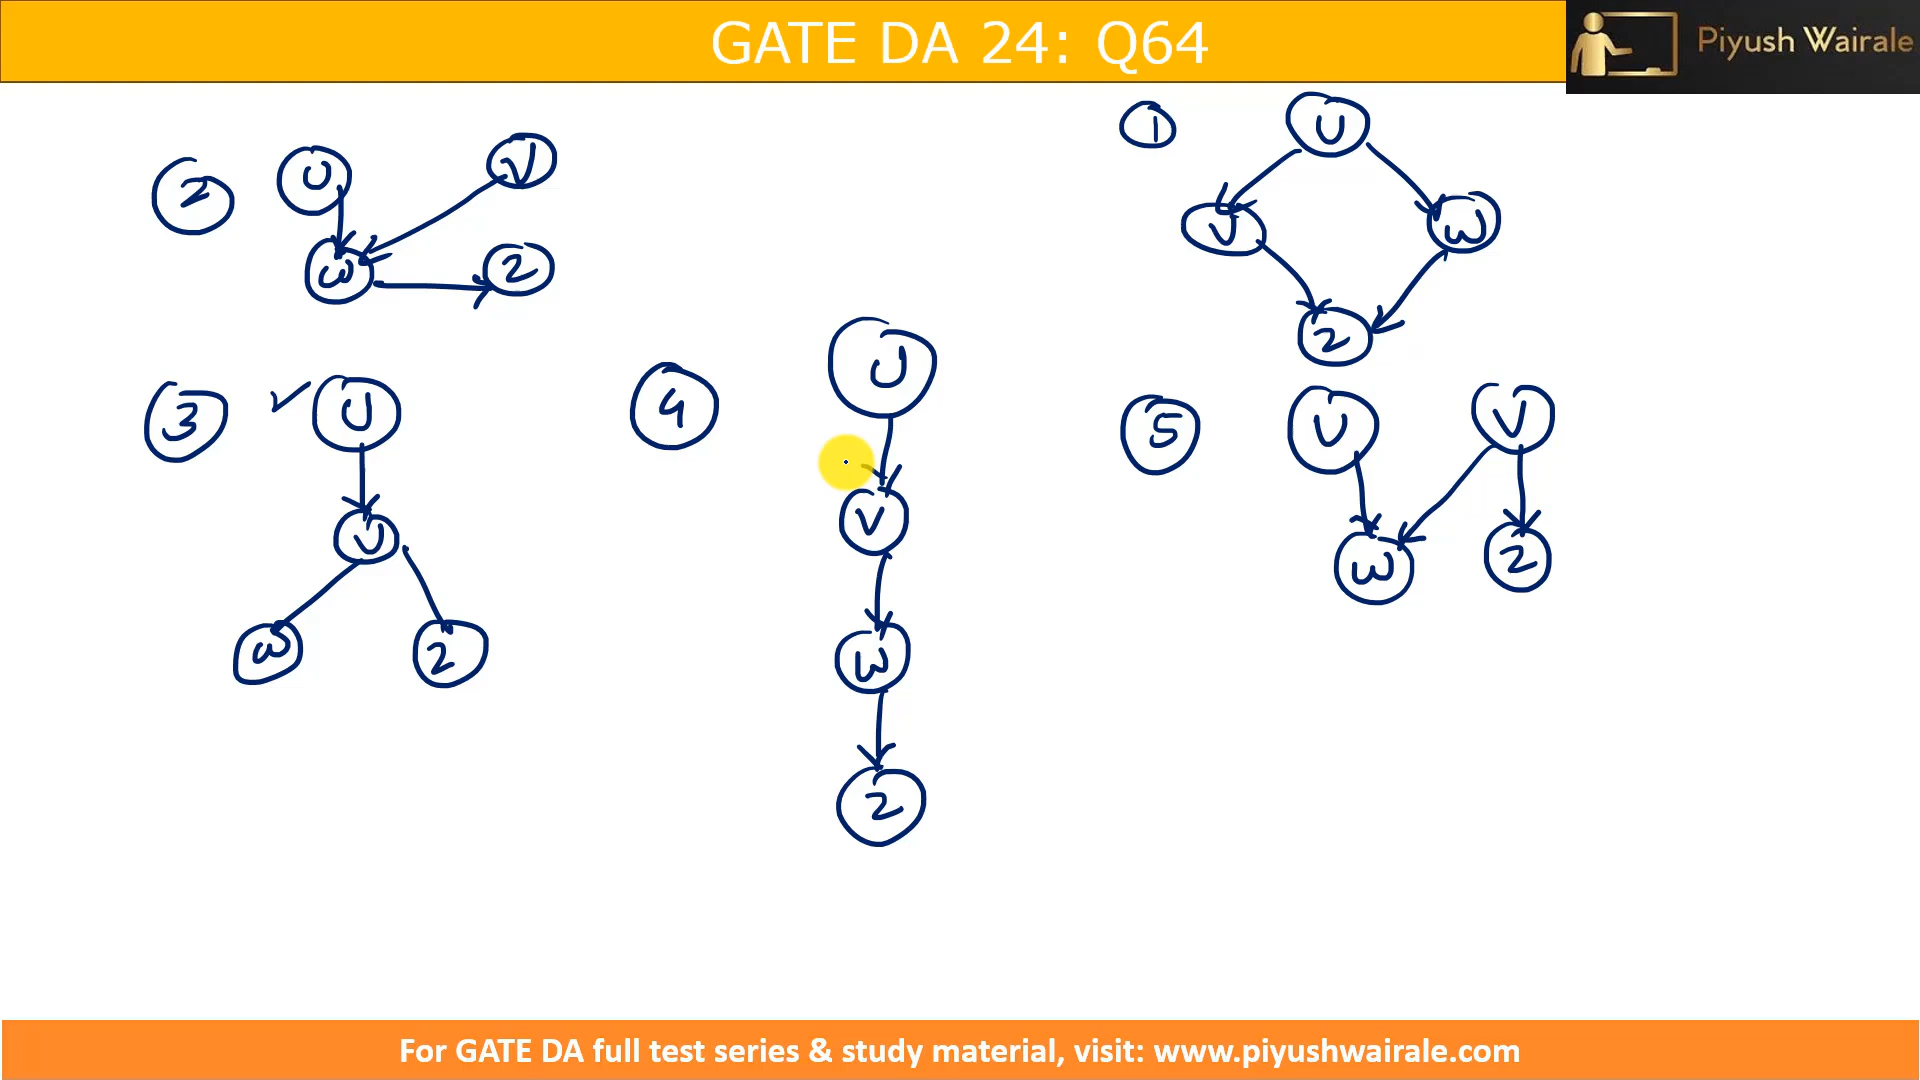 GATE DA 24: Q64
Piyush Wairale
1
U
V
W
Z
2
U
V
W
Z
3
U
V
W
Z
4
U
V
W
Z
5
U
V
W
Z
For GATE DA full test series & study material, visit: www.piyushwairale.com